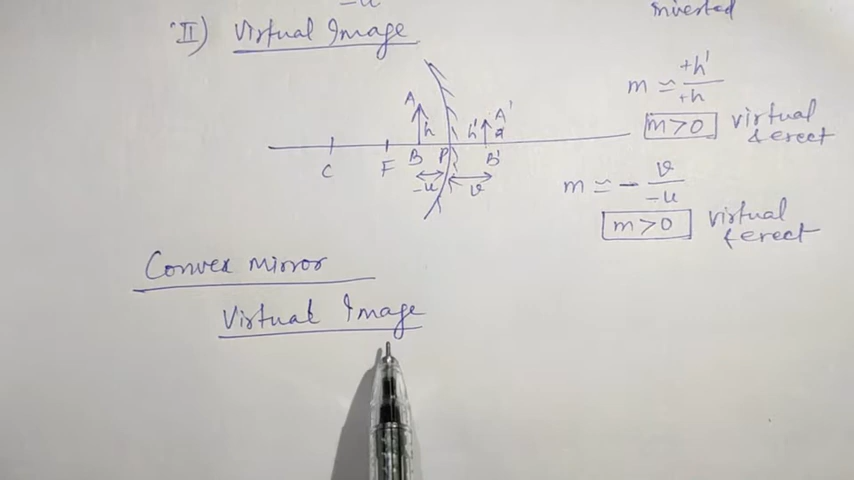 -u
inverted
II) Virtual Image
m = +h'/+h
m>0 virtual & erect
A h h' A'
C F B P B'
-u v
m = - v/-u
m>0 virtual & erect
Convex Mirror
Virtual Image